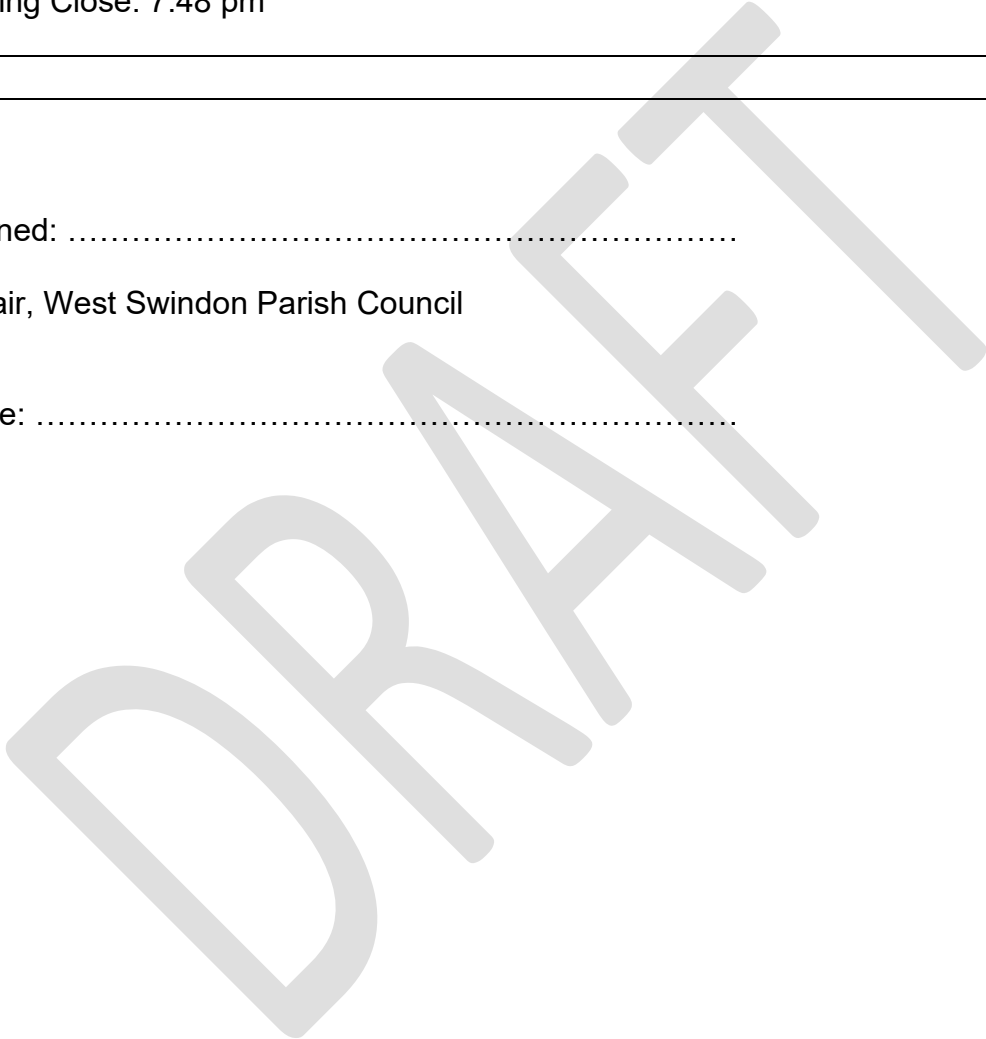 ing Close: 7.48 pm
ned: ……………………………………………………….
air, West Swindon Parish Council
e: ………………………………………………………….
DRAFT